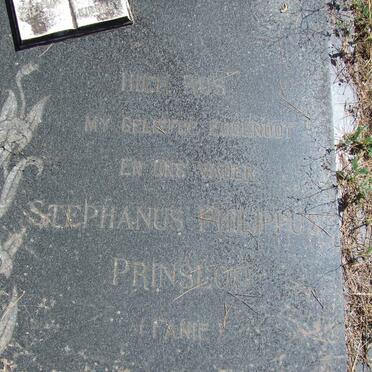 HIER RUS
MY GELIEFDE EGGENOOT
EN ONS VADER
STEPHANUS PHILIPPUS
PRINSLOO
(FANIE)